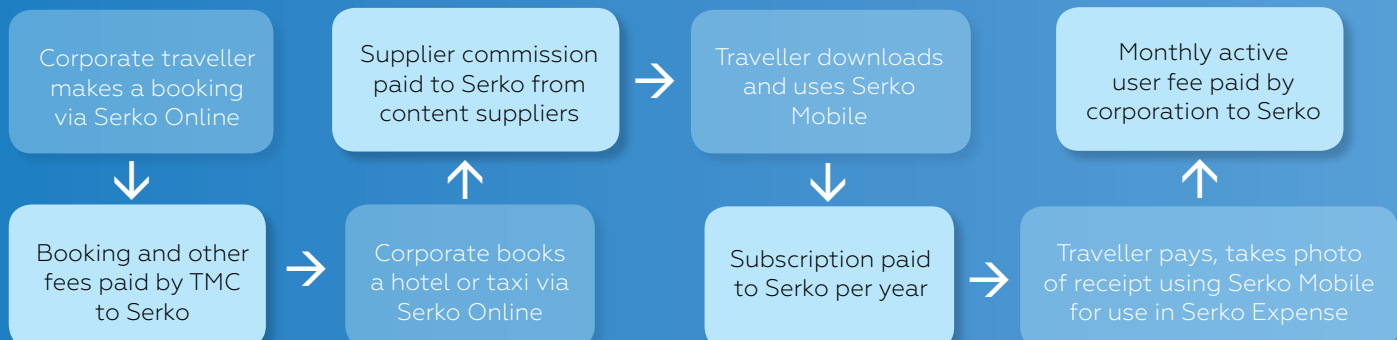 Corporate traveller
makes a booking
via Serko Online
Booking and other
fees paid by TMC
to Serko
Corporate books
a hotel or taxi via
Serko Online
Supplier commission
paid to Serko from
content suppliers
Traveller downloads
and uses Serko
Mobile
Subscription paid
to Serko per year
Traveller pays, takes photo
of receipt using Serko Mobile
for use in Serko Expense
Monthly active
user fee paid by
corporation to Serko